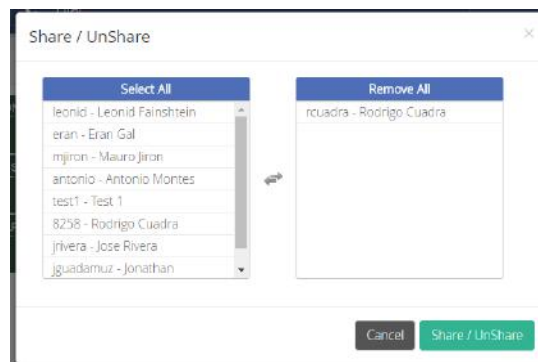 Share / UnShare
×
Select All
leonid - Leonid Fainshtein
eran - Eran Gal
mjiron - Mauro Jiron
antonio - Antonio Montes
test1 - Test 1
8258 - Rodrigo Cuadra
jrivera - Jose Rivera
jguadamuz - Jonathan
Remove All
rcuadra - Rodrigo Cuadra
Cancel
Share / UnShare